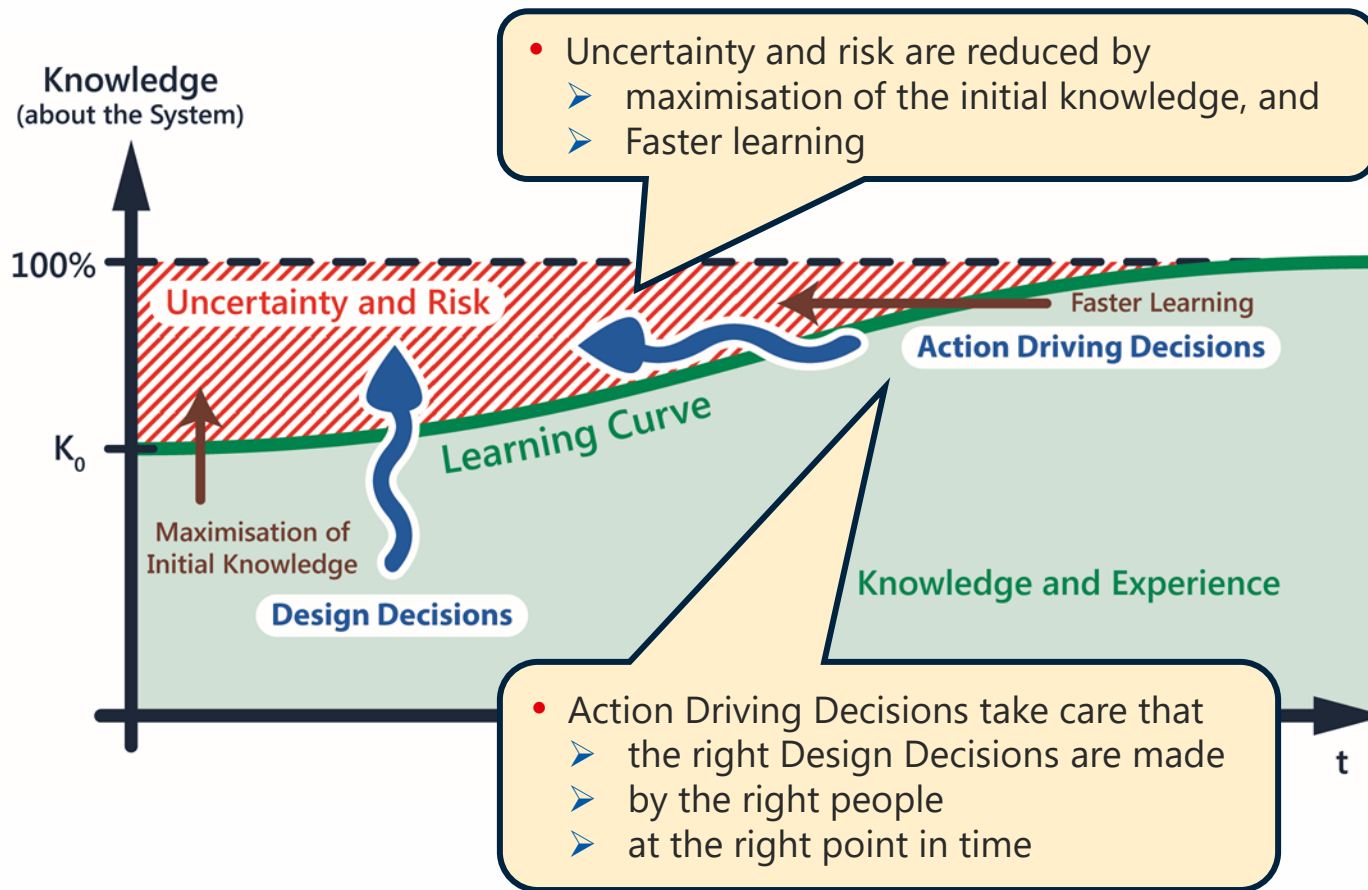 • Uncertainty and risk are reduced by
➢ maximisation of the initial knowledge, and
➢ Faster learning
Knowledge
(about the System)
100%
Uncertainty and Risk
Faster Learning
Action Driving Decisions
Learning Curve
K₀
Maximisation of
Initial Knowledge
Design Decisions
Knowledge and Experience
• Action Driving Decisions take care that
➢ the right Design Decisions are made
➢ by the right people
➢ at the right point in time
t